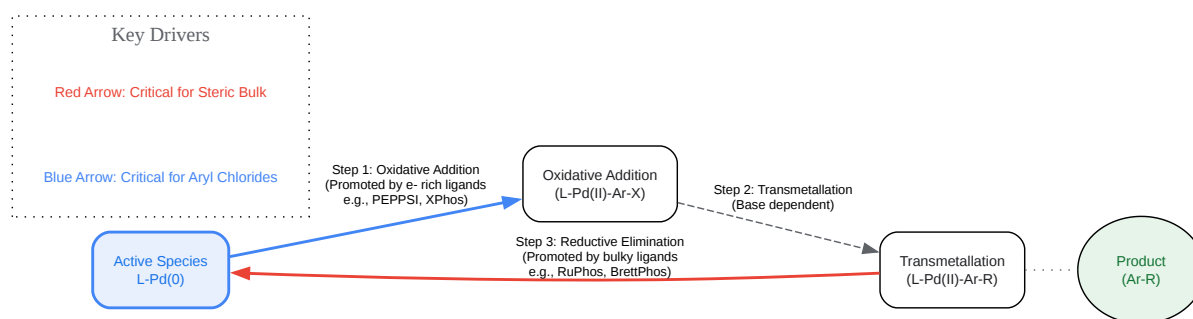 Key Drivers
Red Arrow: Critical for Steric Bulk
Blue Arrow: Critical for Aryl Chlorides
Active Species
L-Pd(0)
Step 1: Oxidative Addition
(Promoted by e- rich ligands
e.g., PEPPSI, XPhos)
Oxidative Addition
(L-Pd(II)-Ar-X)
Step 2: Transmetallation
(Base dependent)
Step 3: Reductive Elimination
(Promoted by bulky ligands
e.g., RuPhos, BrettPhos)
Transmetallation
(L-Pd(II)-Ar-R)
Product
(Ar-R)